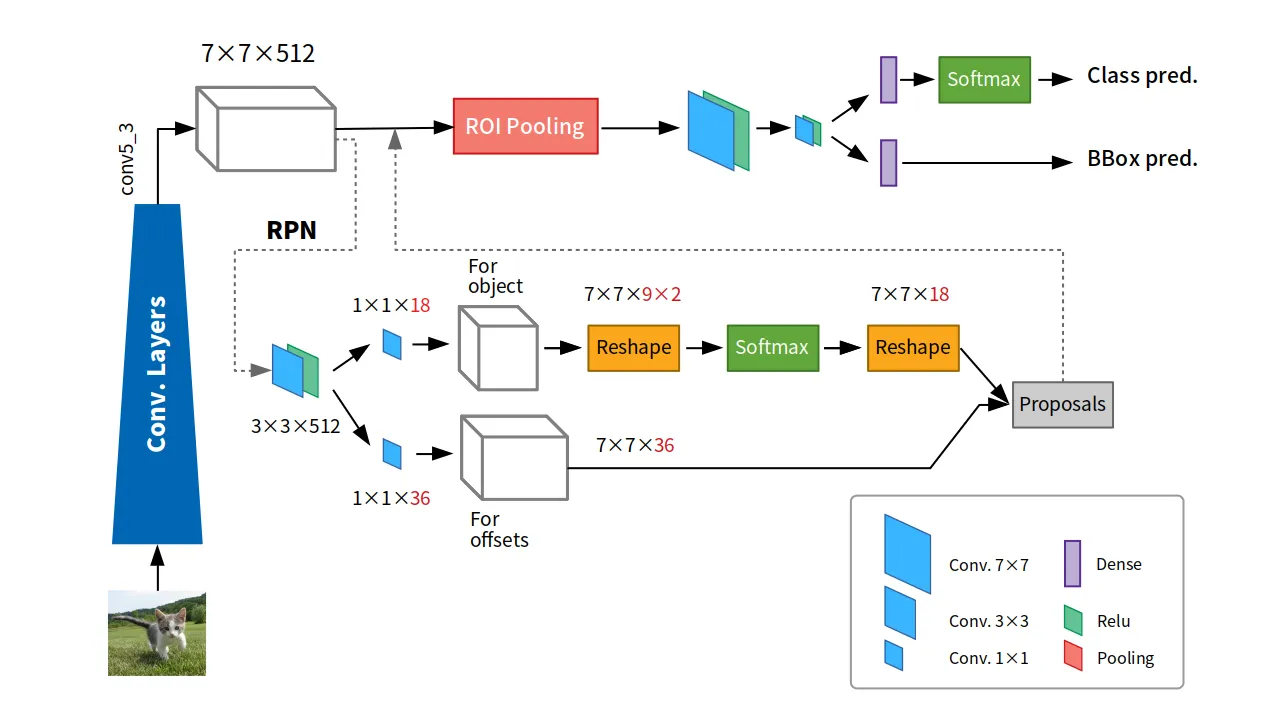 7×7×512
conv5_3
ROI Pooling
Softmax
Class pred.
BBox pred.
RPN
Conv. Layers
For
object
1×1×18
7×7×9×2
7×7×18
Reshape
Softmax
Reshape
Proposals
3×3×512
7×7×36
1×1×36
For
offsets
Conv. 7×7
Dense
Conv. 3×3
Relu
Conv. 1×1
Pooling